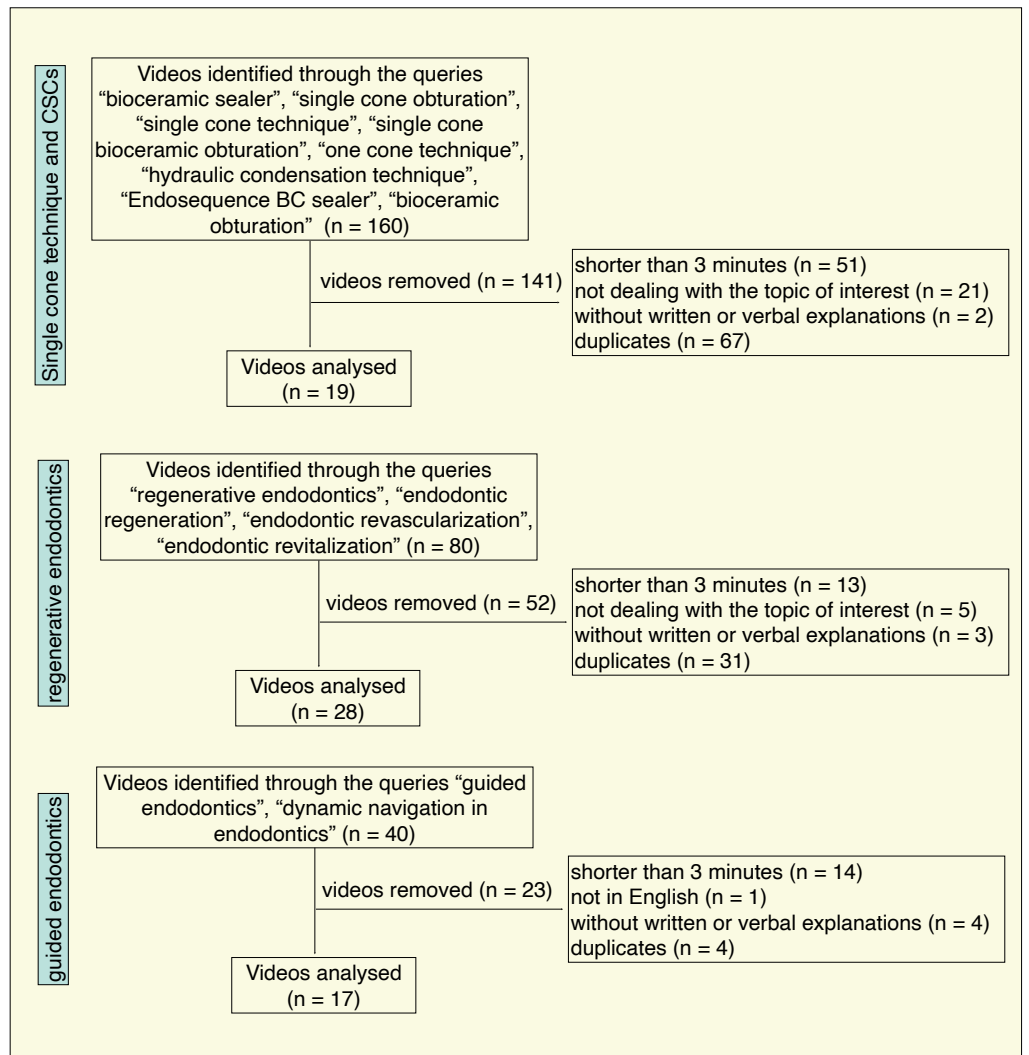 Single cone technique and CSCs
Videos identified through the queries
“bioceramic sealer”, “single cone obturation”,
“single cone technique”, “single cone
bioceramic obturation”, “one cone technique”,
“hydraulic condensation technique”,
“Endosequence BC sealer”, “bioceramic
obturation” (n = 160)
videos removed (n = 141)
shorter than 3 minutes (n = 51)
not dealing with the topic of interest (n = 21)
without written or verbal explanations (n = 2)
duplicates (n = 67)
Videos analysed
(n = 19)
regenerative endodontics
Videos identified through the queries
“regenerative endodontics”, “endodontic
regeneration”, “endodontic revascularization”,
“endodontic revitalization” (n = 80)
videos removed (n = 52)
shorter than 3 minutes (n = 13)
not dealing with the topic of interest (n = 5)
without written or verbal explanations (n = 3)
duplicates (n = 31)
Videos analysed
(n = 28)
guided endodontics
Videos identified through the queries “guided
endodontics”, “dynamic navigation in
endodontics” (n = 40)
videos removed (n = 23)
shorter than 3 minutes (n = 14)
not in English (n = 1)
without written or verbal explanations (n = 4)
duplicates (n = 4)
Videos analysed
(n = 17)